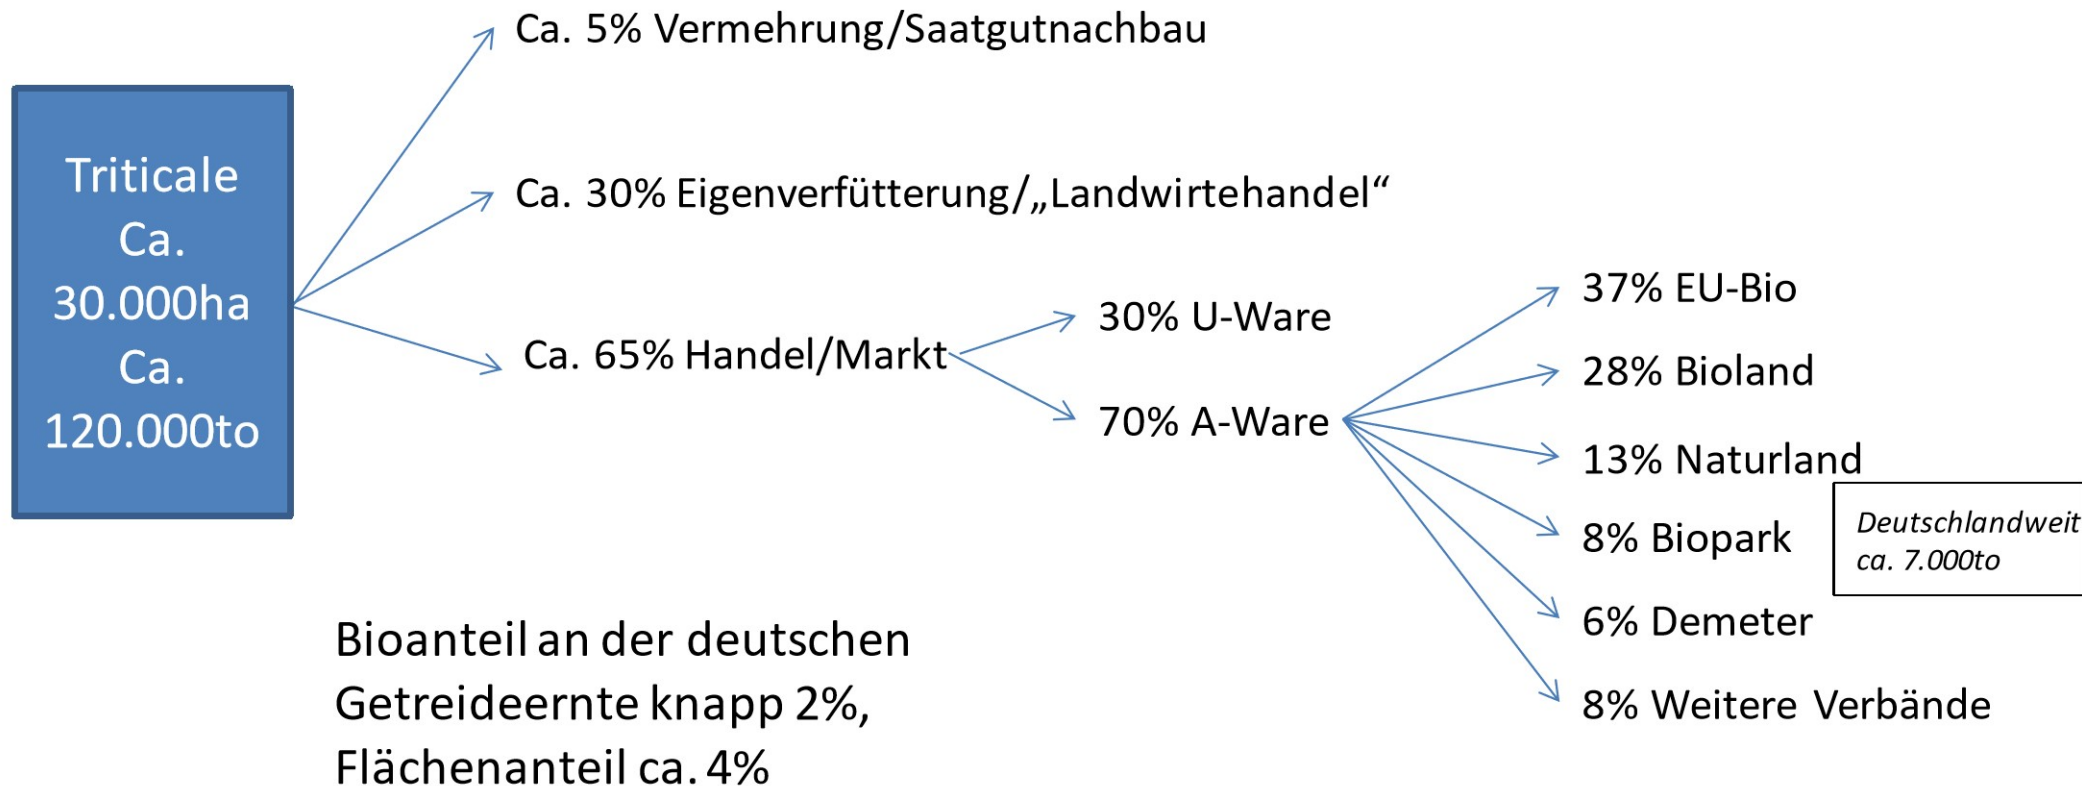 Ca. 5% Vermehrung/Saatgutnachbau
Triticale
Ca.
30.000ha
Ca.
120.000to
Ca. 30% Eigenverfütterung/„Landwirtehandel“
Ca. 65% Handel/Markt
30% U-Ware
70% A-Ware
37% EU-Bio
28% Bioland
13% Naturland
8% Biopark
Deutschlandweit
ca. 7.000to
6% Demeter
8% Weitere Verbände
Bioanteil an der deutschen
Getreideernte knapp 2%,
Flächenanteil ca. 4%